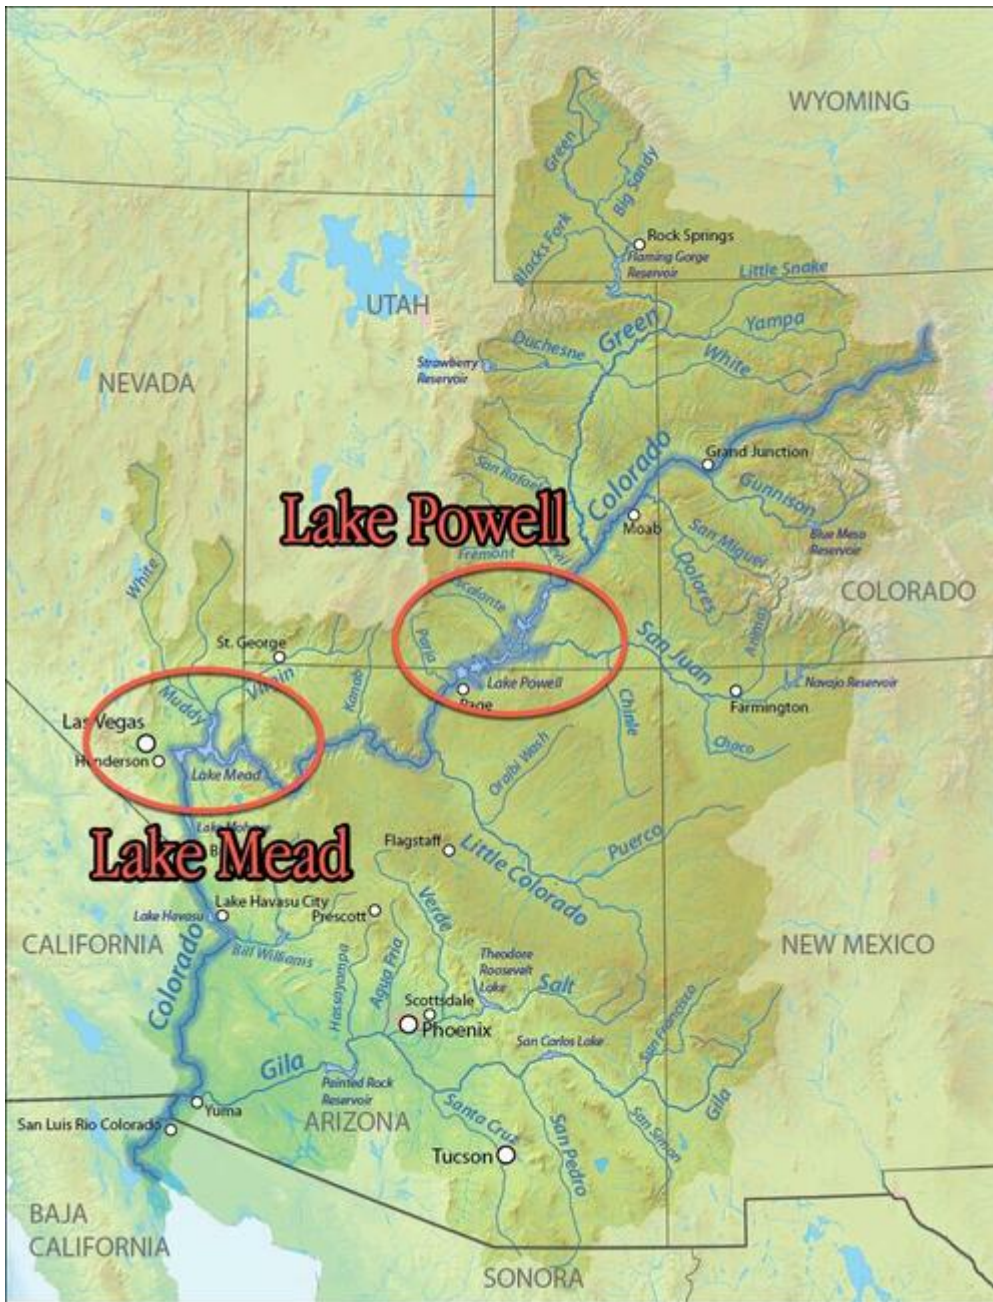 WYOMING
Green
Big Sandy
Blacks Fork
Rock Springs
Flaming Gorge
Reservoir
Little Snake
UTAH
Green
Yampa
Duchesne
White
Strawberry
Reservoir
NEVADA
Colorado
Grand Junction
San Rafael
Gunnison
Lake Powell
Moab
Blue Mesa
Reservoir
San Miguel
Fremont
Dolores
White
COLORADO
Escalante
Animas
St. George
Paria
San Juan
Kanab
Virgin
Lake Powell
Navajo Reservoir
Muddy
Page
Farmington
Las Vegas
Chinle
Chaco
Henderson
Lake Mead
Oraibi Wash
Lake Mohave
Lake Mead
Flagstaff
Puerco
Little Colorado
Lake Havasu City
Lake Havasu
Prescott
Verde
CALIFORNIA
Bill Williams
NEW MEXICO
Colorado
Hassayampa
Agua Fria
Theodore
Roosevelt
Lake
Salt
Scottsdale
Phoenix
San Francisco
San Carlos Lake
Gila
Painted Rock
Reservoir
Yuma
ARIZONA
Gila
San Luis Rio Colorado
Santa Cruz
San Simon
Tucson
San Pedro
BAJA
CALIFORNIA
SONORA